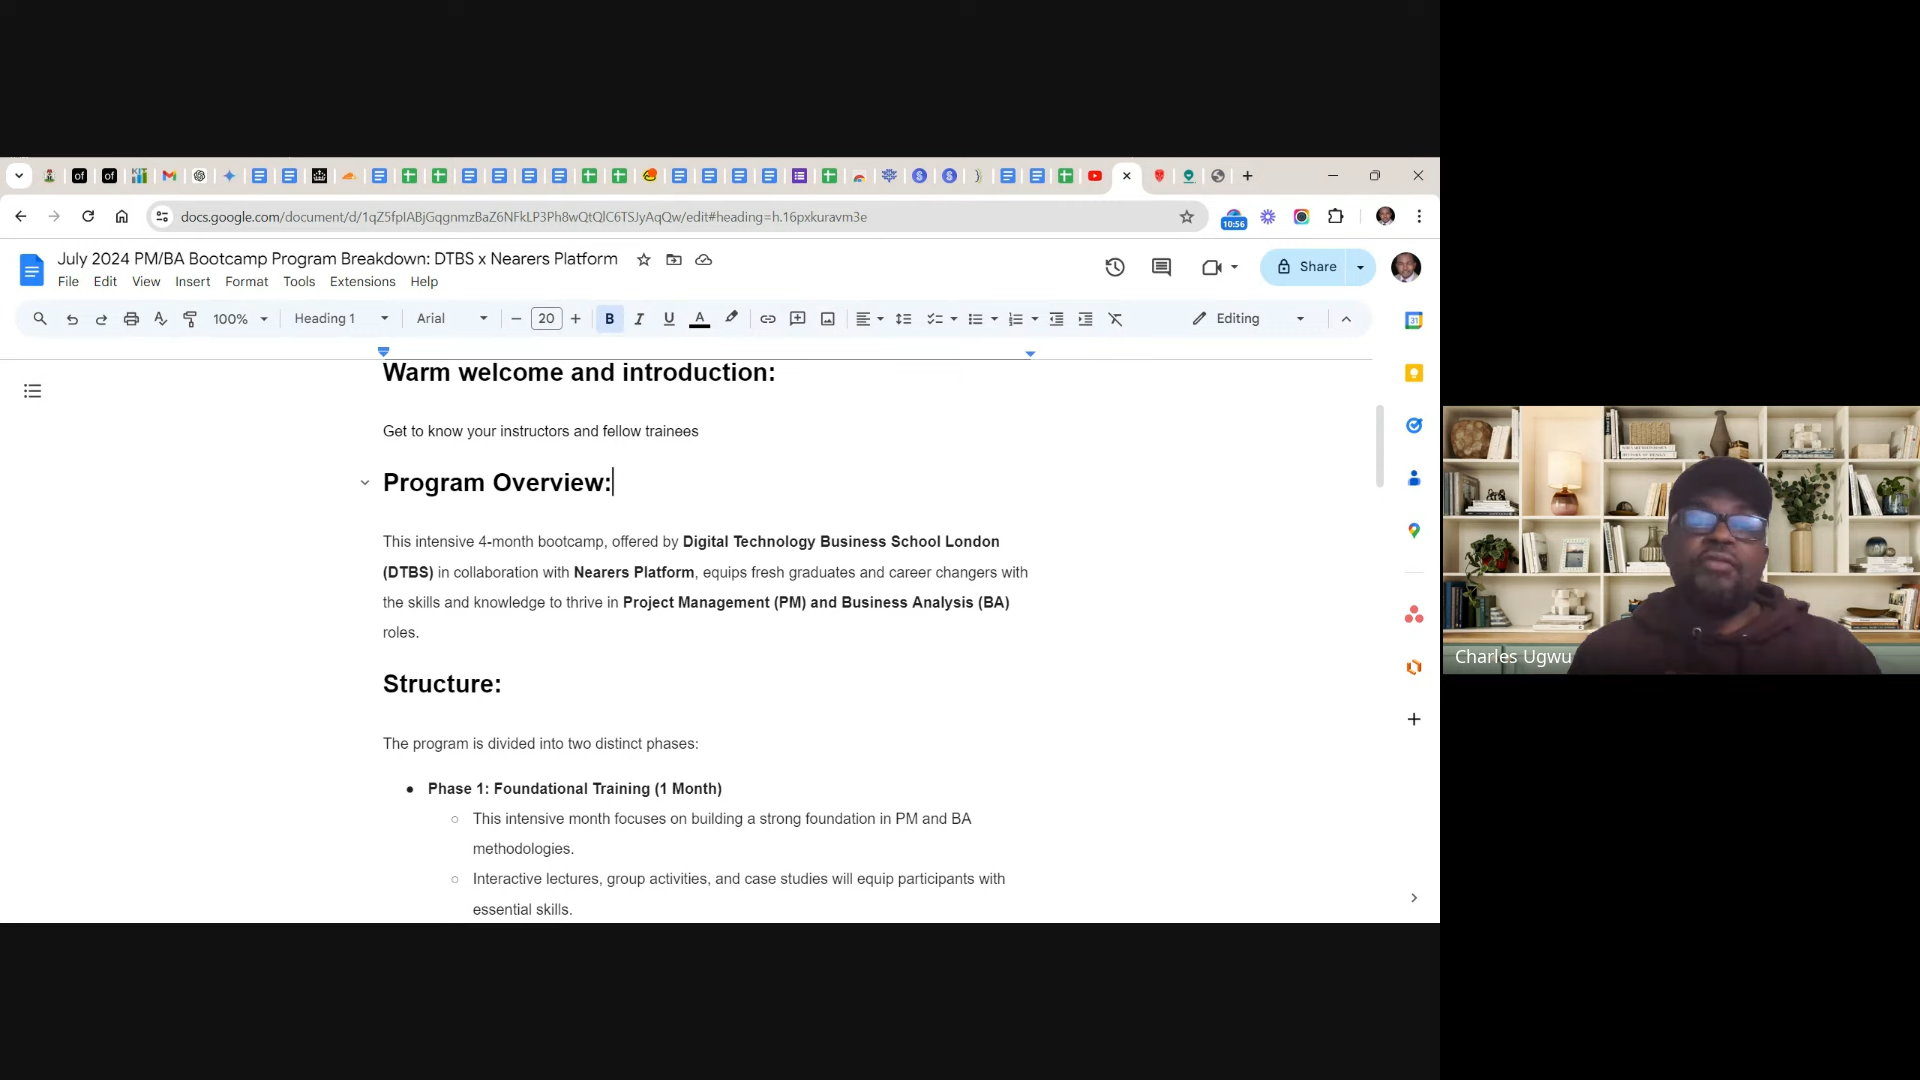 docs.google.com/document/d/1qZ5fpIABjGqgnmzBaZ6NFkLP3Ph8wQtQlC6TSJyAqQw/edit#heading=h.16pxkuravm3e
10:56
July 2024 PM/BA Bootcamp Program Breakdown: DTBS x Nearers Platform
Share
File Edit View Insert Format Tools Extensions Help
100% Heading 1 Arial 20 B I U A Editing
Warm welcome and introduction:
Get to know your instructors and fellow trainees
Program Overview:
This intensive 4-month bootcamp, offered by Digital Technology Business School London
(DTBS) in collaboration with Nearers Platform, equips fresh graduates and career changers with
the skills and knowledge to thrive in Project Management (PM) and Business Analysis (BA)
roles.
Structure:
The program is divided into two distinct phases:
● Phase 1: Foundational Training (1 Month)
○ This intensive month focuses on building a strong foundation in PM and BA
methodologies.
○ Interactive lectures, group activities, and case studies will equip participants with
essential skills.
Charles Ugwu